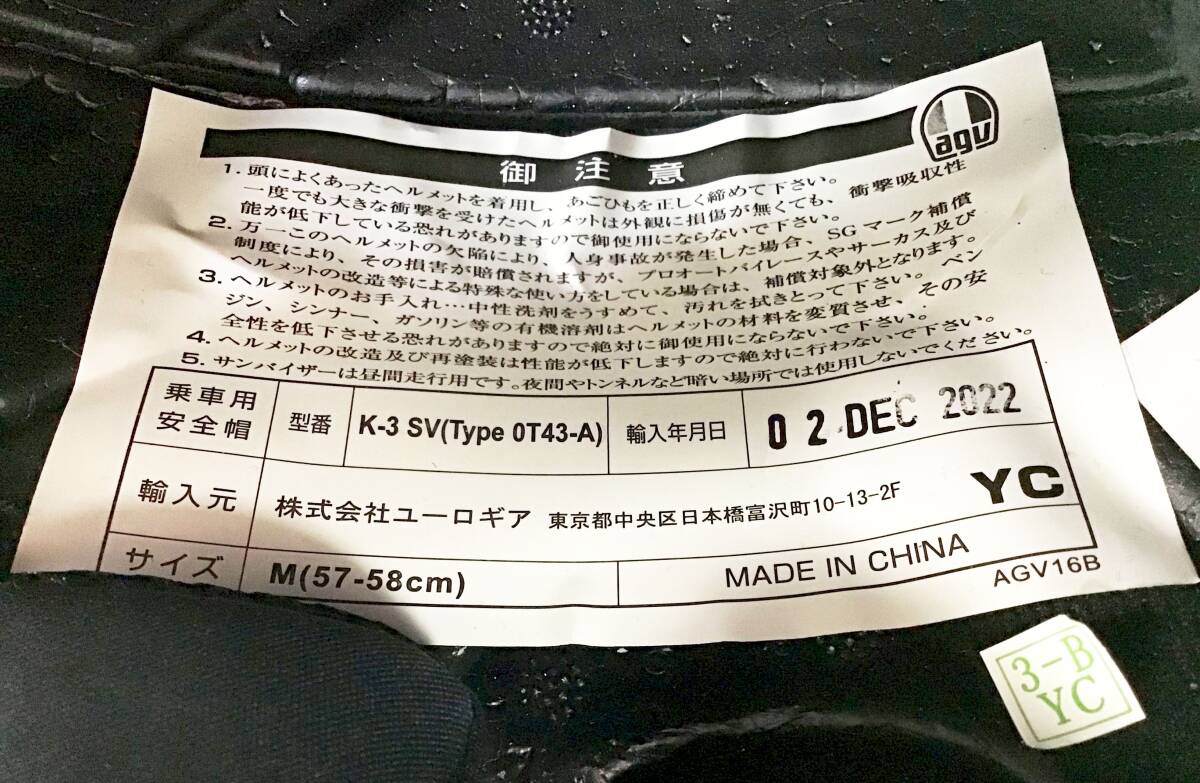 agv
御注意
1. 頭によくあったヘルメットを着用し、あごひもを正しく締めて下さい。
一度でも大きな衝撃を受けたヘルメットは外観に損傷が無くても、衝撃吸収性
能が低下している恐れがありますので御使用にならないで下さい。
2. 万一このヘルメットの欠陥により、人身事故が発生した場合、SGマーク補償
制度により、その損害が賠償されますが、プロオートバイレースやサーカス及び
ヘルメットの改造等による特殊な使い方をしている場合は、補償対象外となります。
3. ヘルメットのお手入れ…中性洗剤をうすめて、汚れを拭きとって下さい。ベン
ジン、シンナー、ガソリン等の有機溶剤はヘルメットの材料を変質させ、その安
全性を低下させる恐れがありますので絶対に御使用にならないで下さい。
4. ヘルメットの改造及び再塗装は性能が低下しますので絶対に行わないで下さい。
5. サンバイザーは昼間走行用です。夜間やトンネルなど暗い場所では使用しないでください。
乗車用
安全帽
型番
K-3 SV(Type 0T43-A)
輸入年月日
02 DEC 2022
輸入元
株式会社ユーロギア 東京都中央区日本橋富沢町10-13-2F
YC
サイズ
M(57-58cm)
MADE IN CHINA
AGV16B
3-B
YC